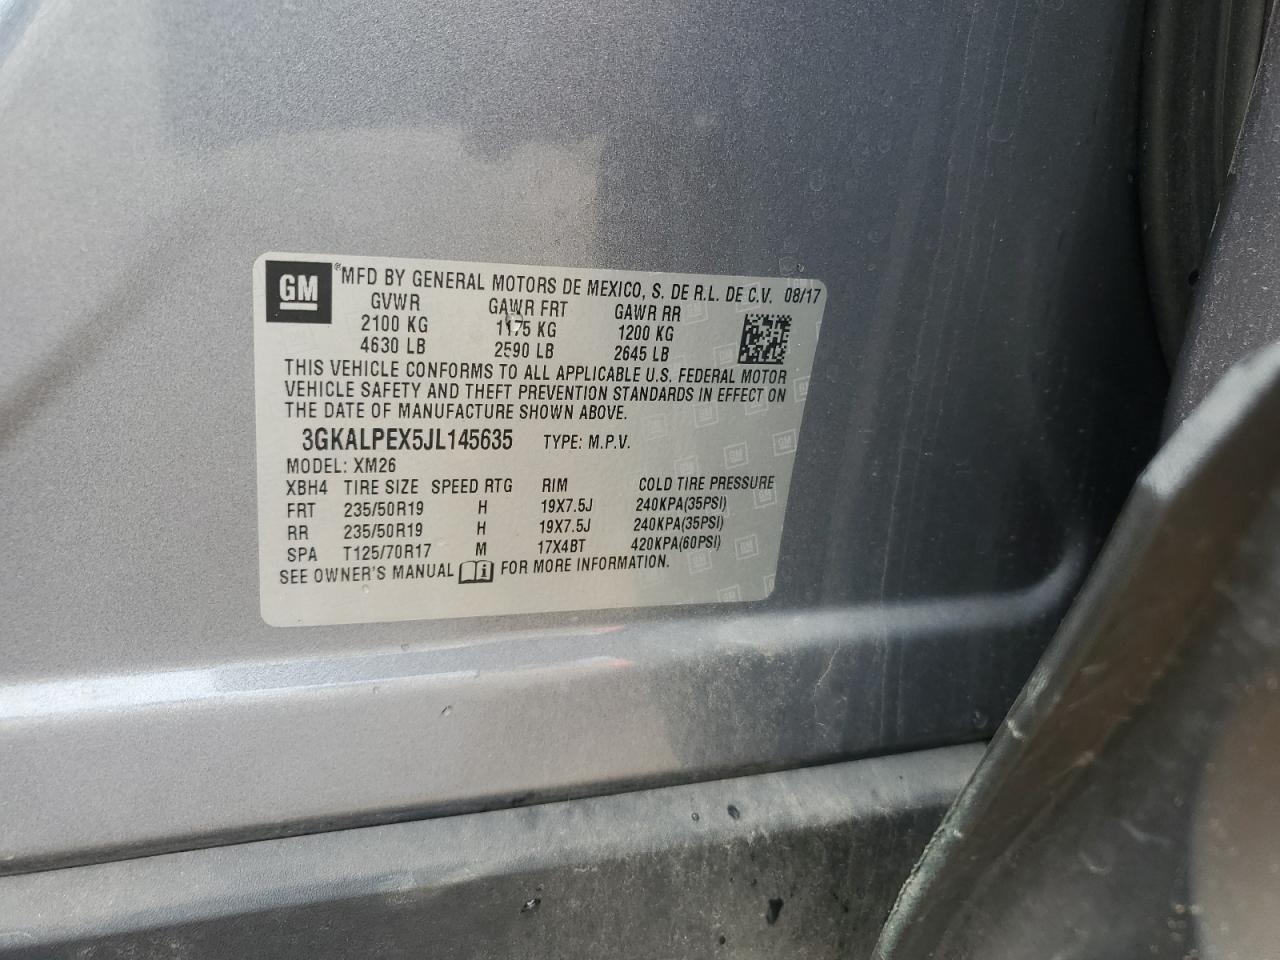 GM
®MFD BY GENERAL MOTORS DE MEXICO, S. DE R.L. DE C.V. 08/17
GVWR GAWR FRT GAWR RR
2100 KG 1175 KG 1200 KG
4630 LB 2590 LB 2645 LB
THIS VEHICLE CONFORMS TO ALL APPLICABLE U.S. FEDERAL MOTOR
VEHICLE SAFETY AND THEFT PREVENTION STANDARDS IN EFFECT ON
THE DATE OF MANUFACTURE SHOWN ABOVE.
3GKALPEX5JL145635 TYPE: M.P.V.
MODEL: XM26
XBH4 TIRE SIZE SPEED RTG RIM COLD TIRE PRESSURE
FRT 235/50R19 H 19X7.5J 240KPA(35PSI)
RR 235/50R19 H 19X7.5J 240KPA(35PSI)
SPA T125/70R17 M 17X4BT 420KPA(60PSI)
SEE OWNER'S MANUAL i FOR MORE INFORMATION.